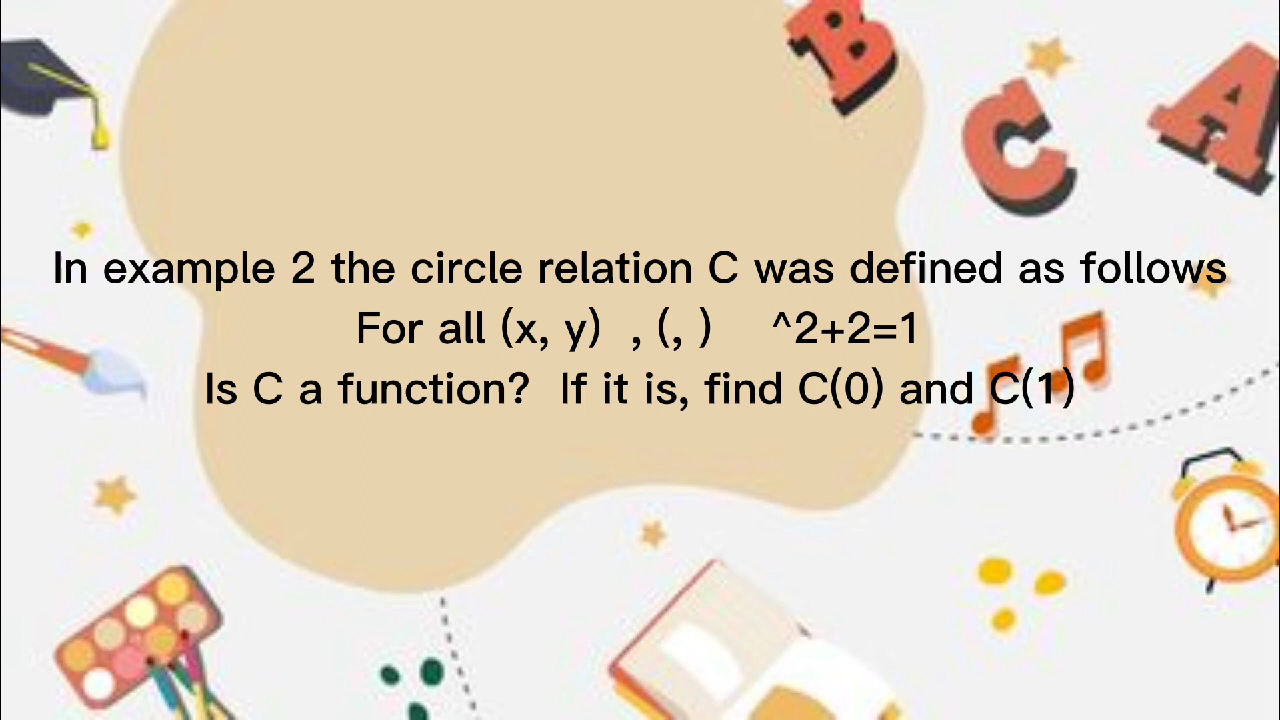 B
C
A
In example 2 the circle relation C was defined as follows
For all (x, y) , (, ) ^2+2=1
Is C a function? If it is, find C(0) and C(1)